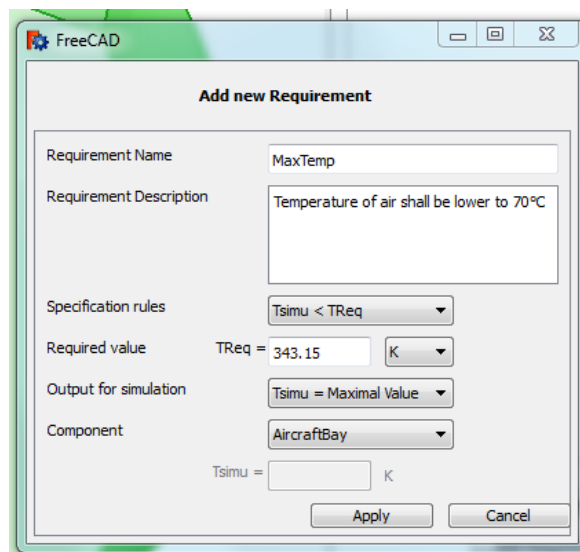 FreeCAD
Add new Requirement
Requirement Name MaxTemp
Requirement Description Temperature of air shall be lower to 70°C
Specification rules Tsimu < TReq
Required value TReq = 343.15 K
Output for simulation Tsimu = Maximal Value
Component AircraftBay
Tsimu = K
Apply Cancel